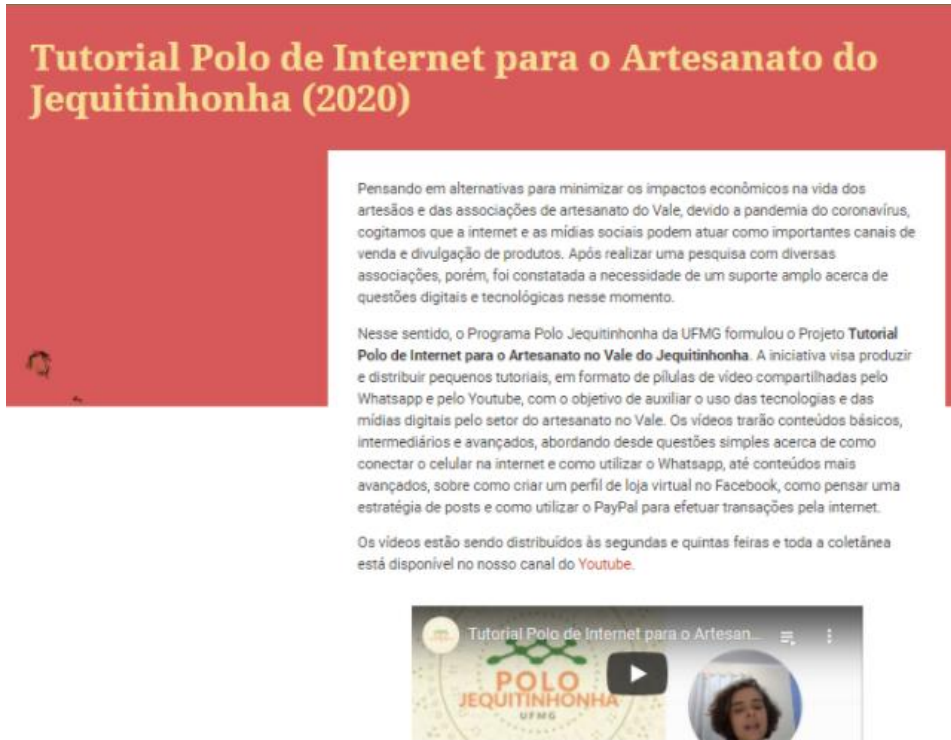 Tutorial Polo de Internet para o Artesanato do
Jequitinhonha (2020)
Pensando em alternativas para minimizar os impactos econômicos na vida dos
artesãos e das associações de artesanato do Vale, devido a pandemia do coronavírus,
cogitamos que a internet e as mídias sociais podem atuar como importantes canais de
venda e divulgação de produtos. Após realizar uma pesquisa com diversas
associações, porém, foi constatada a necessidade de um suporte amplo acerca de
questões digitais e tecnológicas nesse momento.
Nesse sentido, o Programa Polo Jequitinhonha da UFMG formulou o Projeto Tutorial
Polo de Internet para o Artesanato no Vale do Jequitinhonha. A iniciativa visa produzir
e distribuir pequenos tutoriais, em formato de pílulas de vídeo compartilhadas pelo
Whatsapp e pelo Youtube, com o objetivo de auxiliar o uso das tecnologias e das
mídias digitais pelo setor do artesanato no Vale. Os vídeos trarão conteúdos básicos,
intermediários e avançados, abordando desde questões simples acerca de como
conectar o celular na internet e como utilizar o Whatsapp, até conteúdos mais
avançados, sobre como criar um perfil de loja virtual no Facebook, como pensar uma
estratégia de posts e como utilizar o PayPal para efetuar transações pela internet.
Os vídeos estão sendo distribuídos às segundas e quintas feiras e toda a coletânea
está disponível no nosso canal do Youtube.
Tutorial Polo de Internet para o Artesan...
POLO
JEQUITINHONHA
UFMG